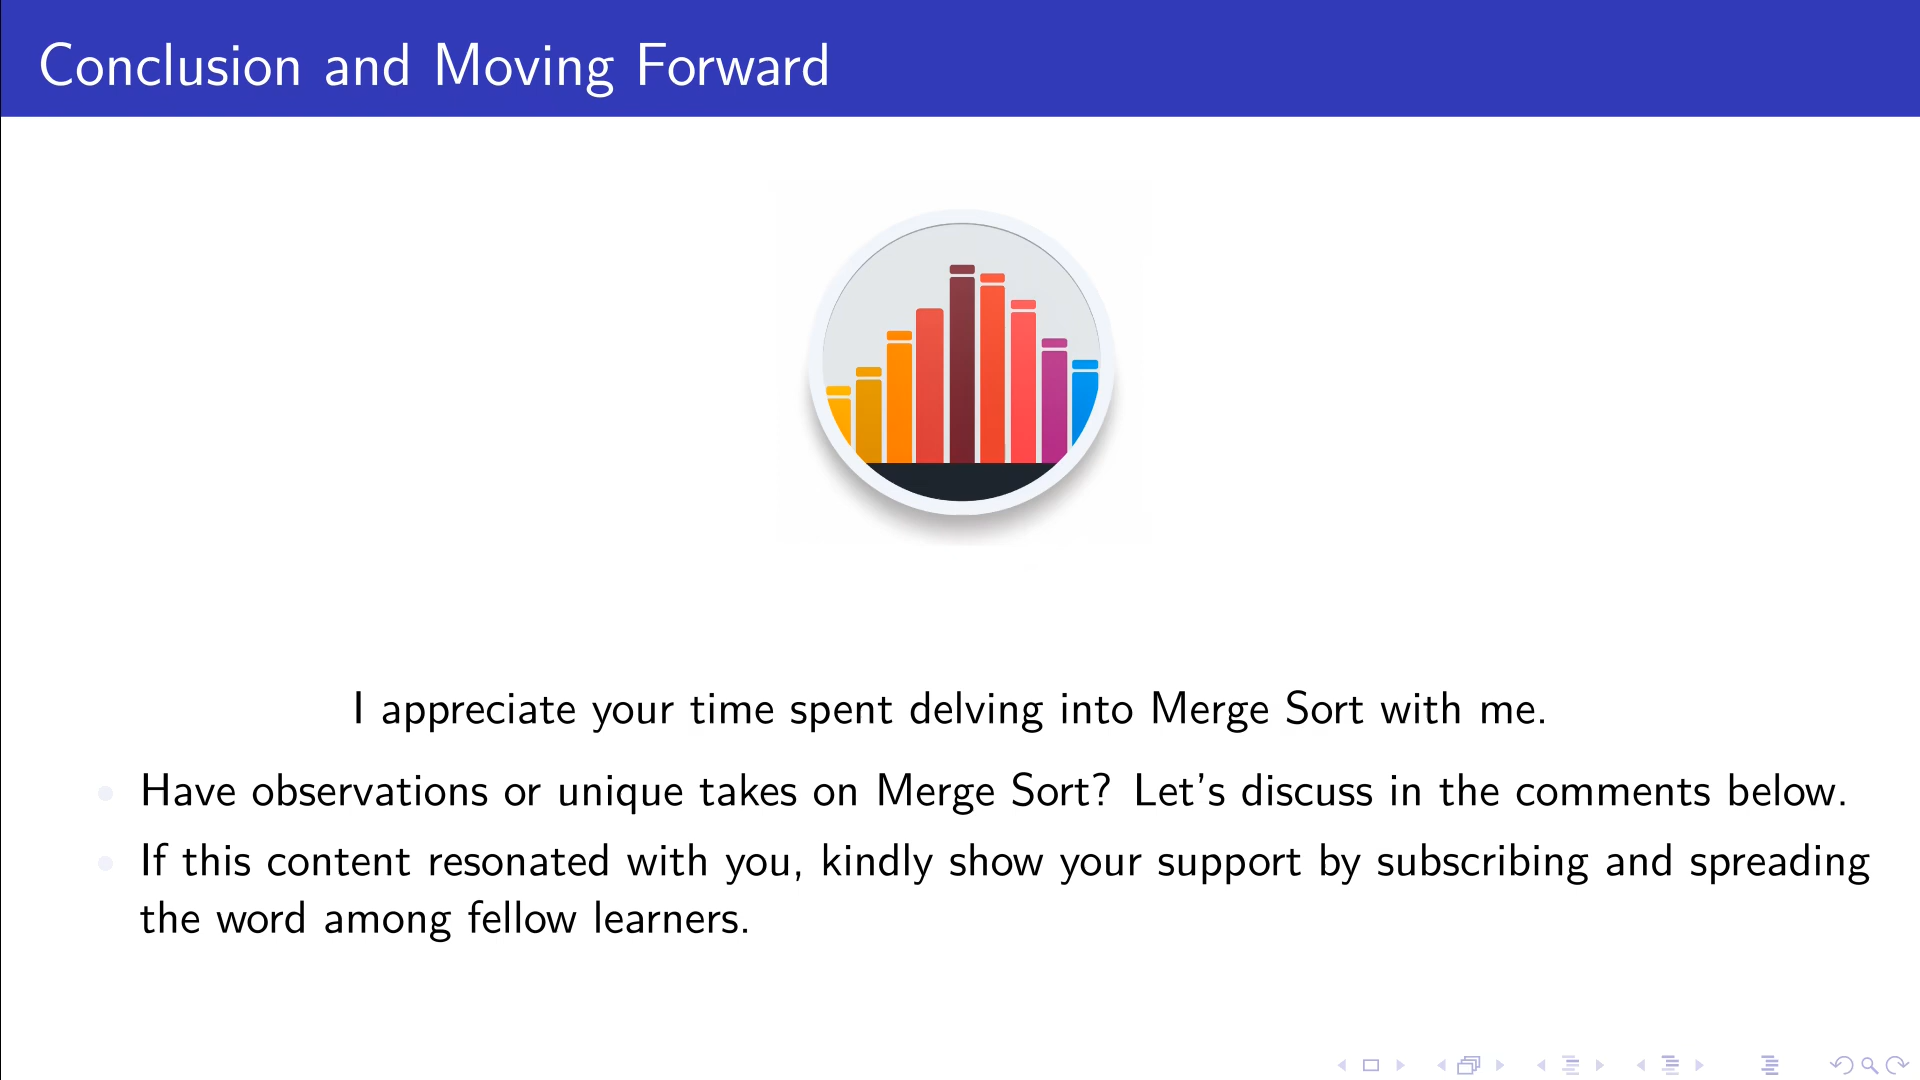 Conclusion and Moving Forward
I appreciate your time spent delving into Merge Sort with me.
Have observations or unique takes on Merge Sort? Let's discuss in the comments below.
If this content resonated with you, kindly show your support by subscribing and spreading
the word among fellow learners.